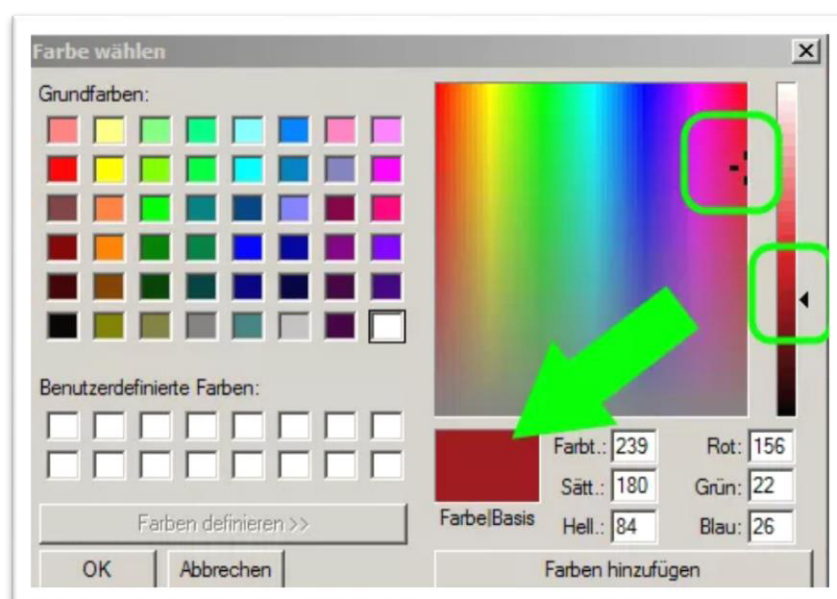 Farbe wählen
Grundfarben:
Benutzerdefinierte Farben:
Farben definieren >>
OK Abbrechen
Farbe|Basis
Farbt.: 239 Rot: 156
Sätt.: 180 Grün: 22
Hell.: 84 Blau: 26
Farben hinzufügen